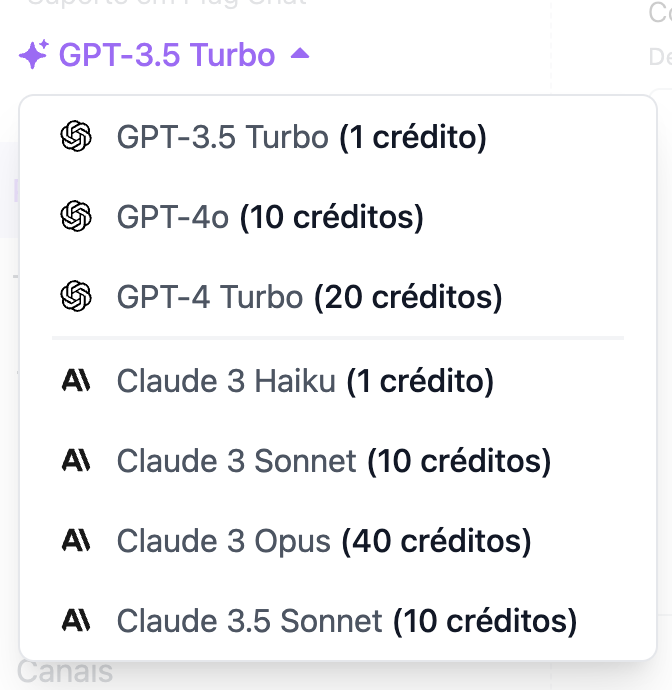 GPT-3.5 Turbo
GPT-3.5 Turbo (1 crédito)
GPT-4o (10 créditos)
GPT-4 Turbo (20 créditos)
Claude 3 Haiku (1 crédito)
Claude 3 Sonnet (10 créditos)
Claude 3 Opus (40 créditos)
Claude 3.5 Sonnet (10 créditos)
Canais